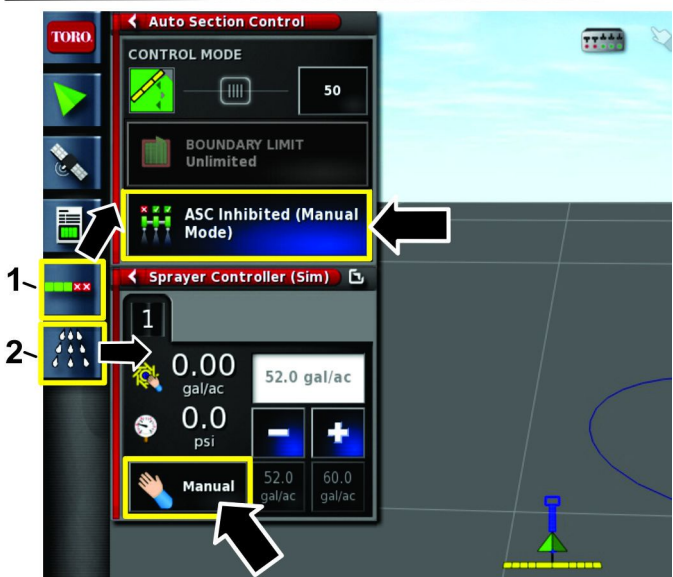 TORO.
Auto Section Control
CONTROL MODE
50
BOUNDARY LIMIT
Unlimited
ASC Inhibited (Manual
Mode)
1
Sprayer Controller (Sim)
1
2
0.00
gal/ac
52.0 gal/ac
0.0
psi
Manual
52.0
gal/ac
60.0
gal/ac